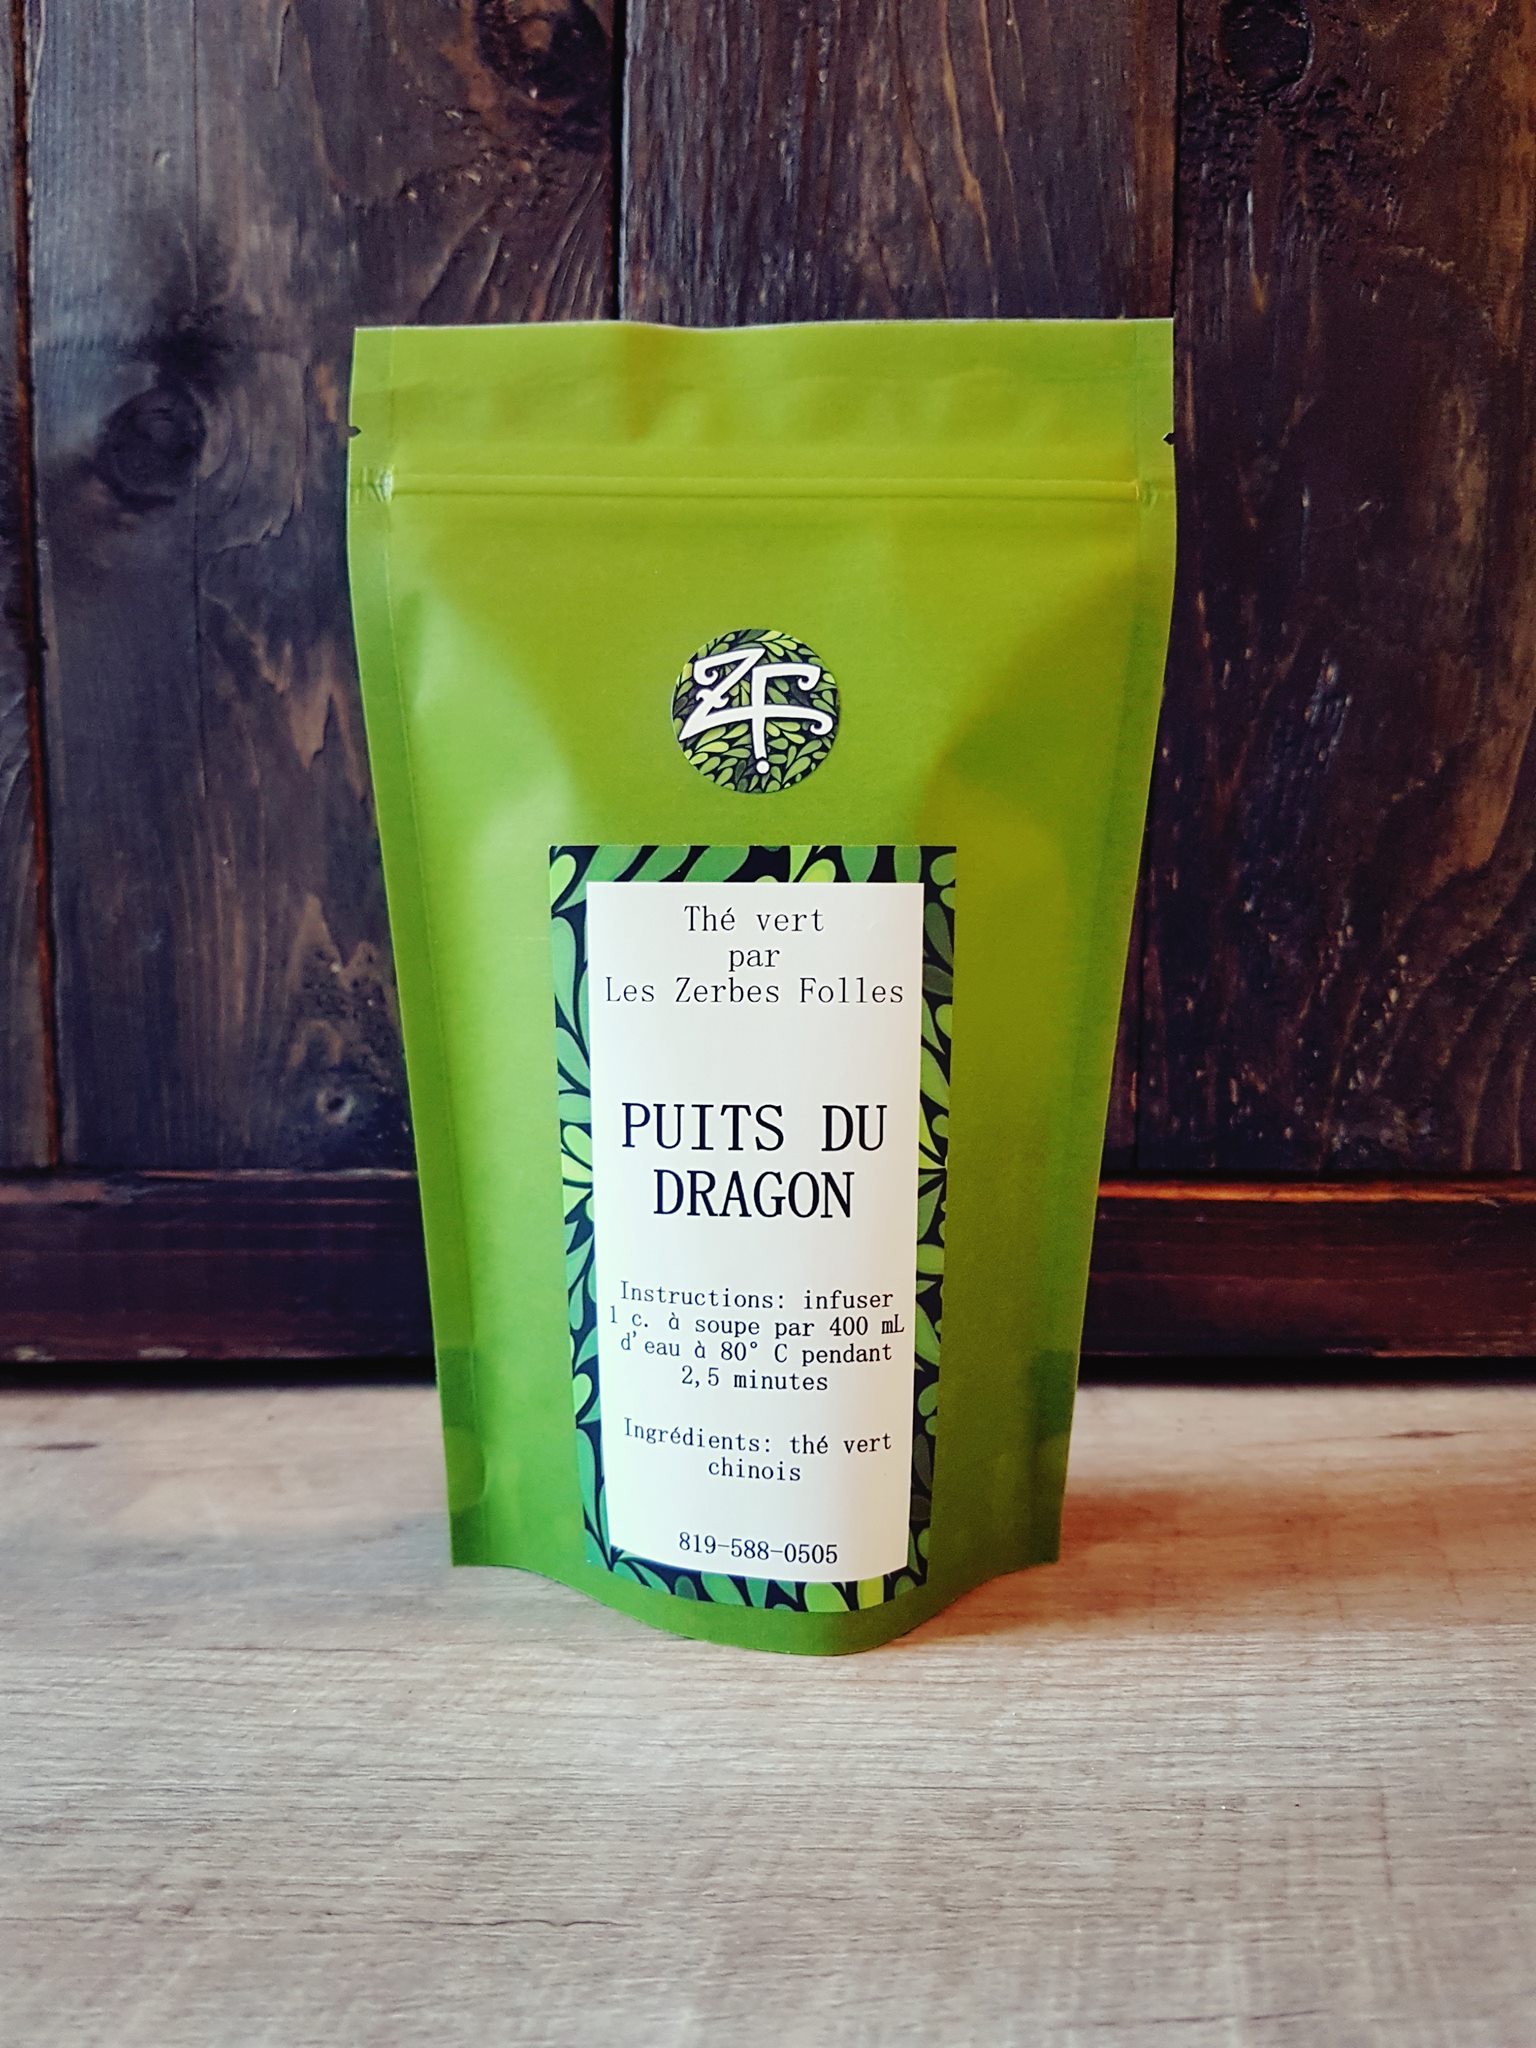 ZF
Thé vert
par
Les Zerbes Folles
PUITS DU
DRAGON
Instructions: infuser
1 c. à soupe par 400 mL
d'eau à 80° C pendant
2,5 minutes
Ingrédients: thé vert
chinois
819-588-0505